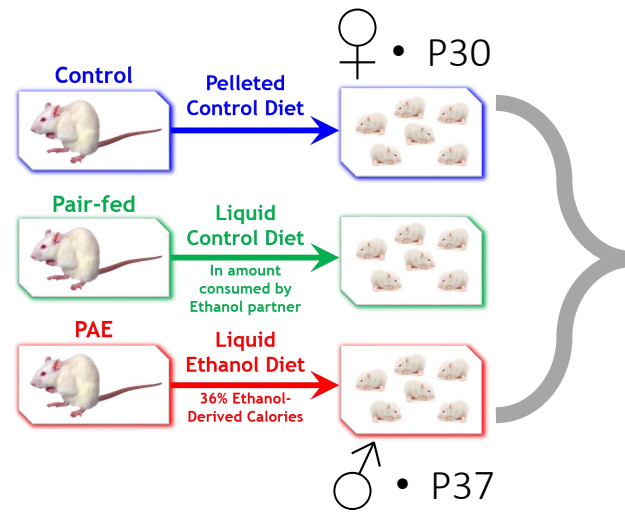 ♀ • P30
Control
Pelleted
Control Diet
Pair-fed
Liquid
Control Diet
In amount
consumed by
Ethanol partner
PAE
Liquid
Ethanol Diet
36% Ethanol-
Derived Calories
♂ • P37